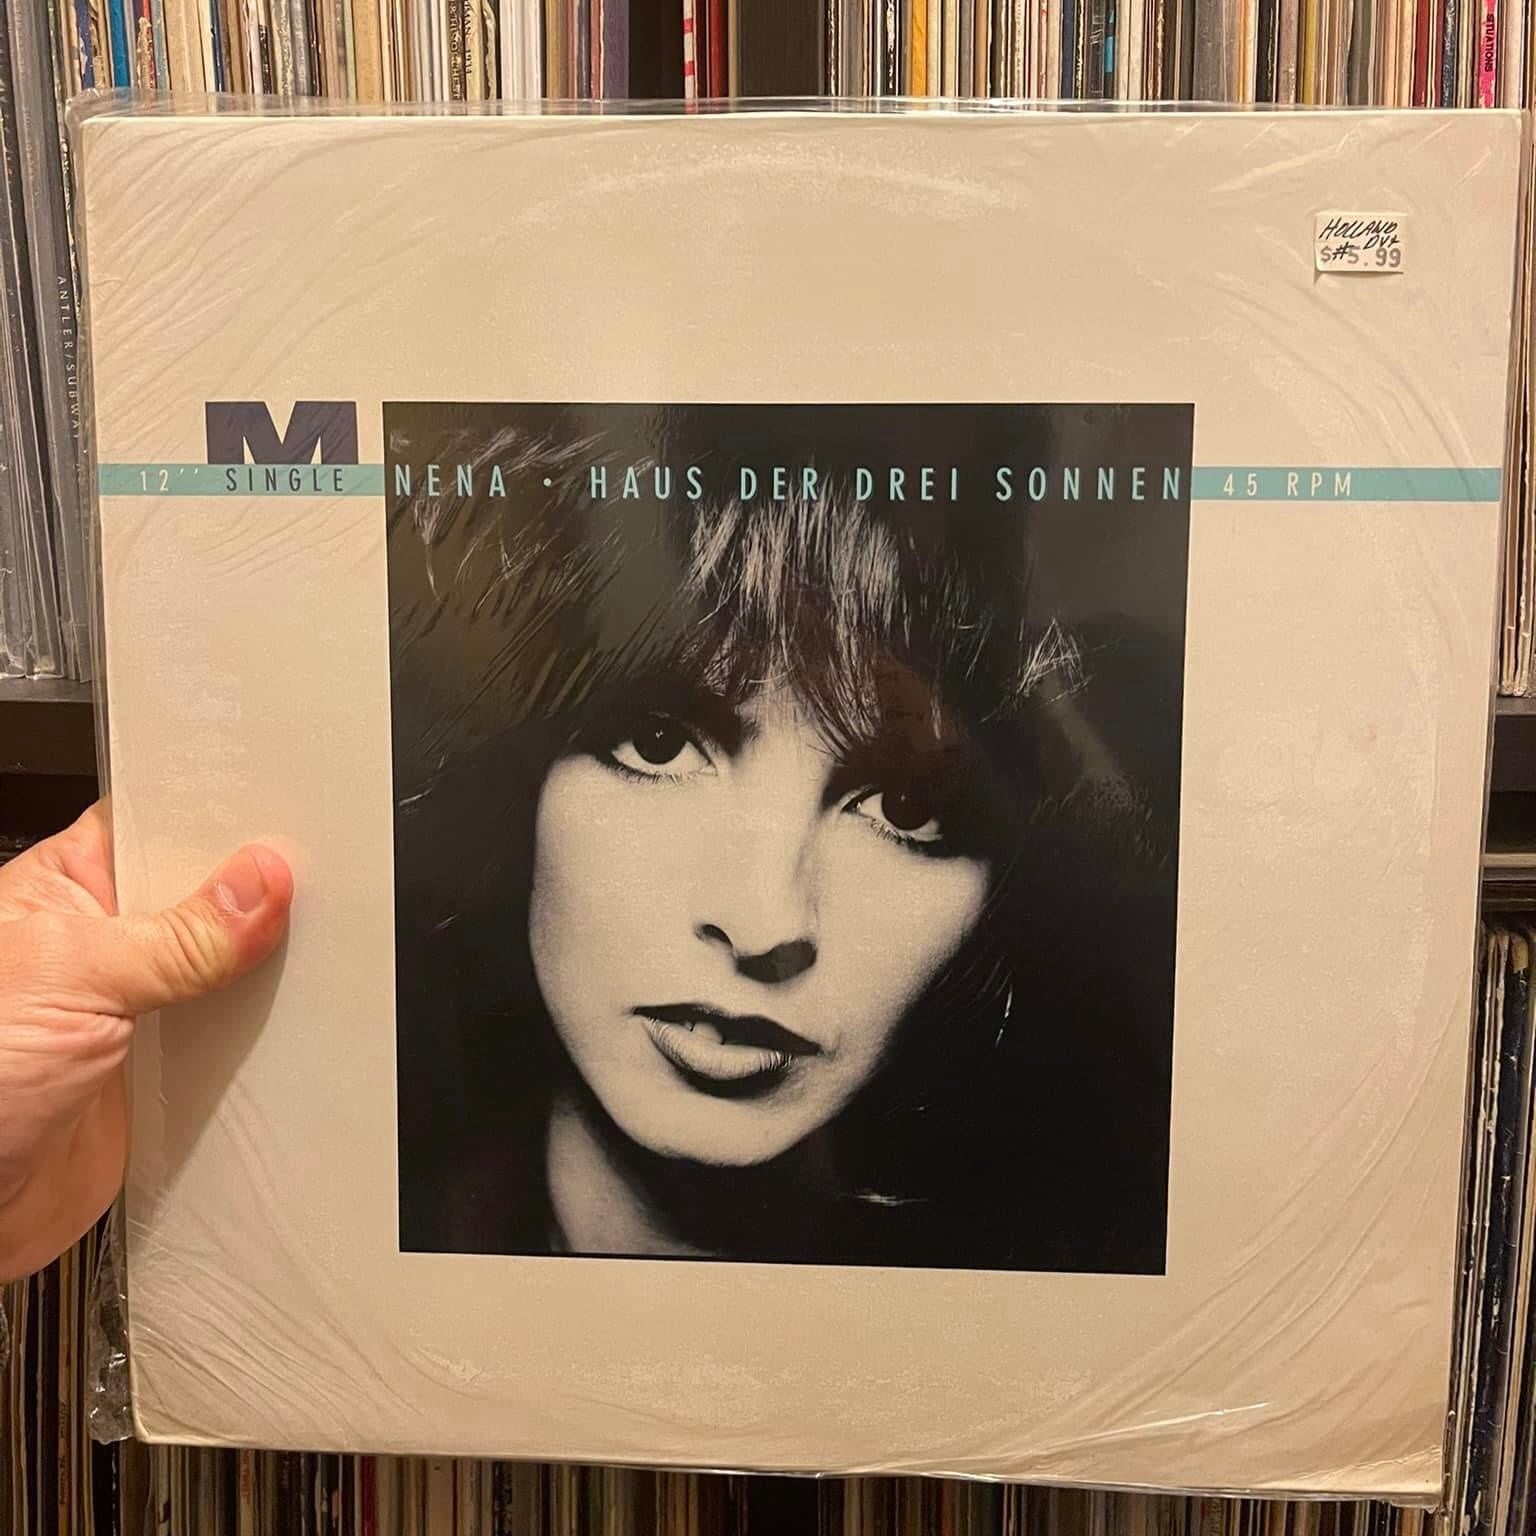 SITUATIONS
ANTLER/SUBWAY
HOLLAND
$5.99
M
12'' SINGLE NENA · HAUS DER DREI SONNEN 45 RPM